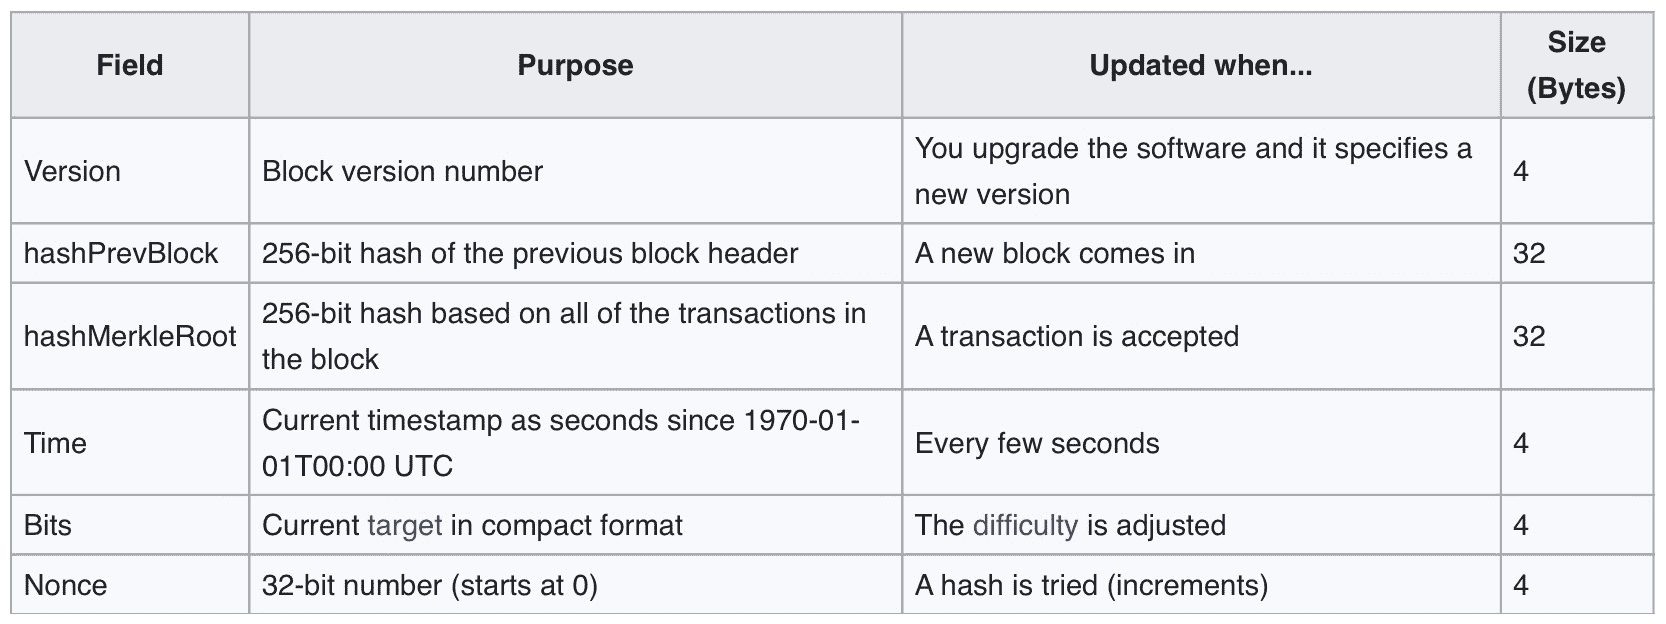 Field Purpose Updated when... Size
(Bytes)
Version Block version number You upgrade the software and it specifies a
new version 4
hashPrevBlock 256-bit hash of the previous block header A new block comes in 32
hashMerkleRoot 256-bit hash based on all of the transactions in
the block A transaction is accepted 32
Time Current timestamp as seconds since 1970-01-
01T00:00 UTC Every few seconds 4
Bits Current target in compact format The difficulty is adjusted 4
Nonce 32-bit number (starts at 0) A hash is tried (increments) 4